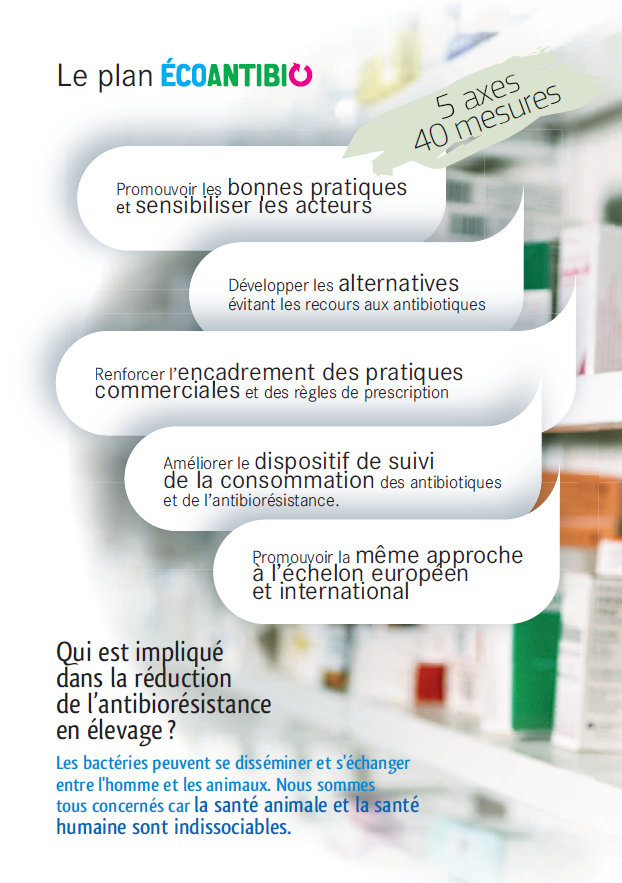 Le plan ÉCOANTIBIO
5 axes
40 mesures
Promouvoir les bonnes pratiques
et sensibiliser les acteurs
Développer les alternatives
évitant les recours aux antibiotiques
Renforcer l'encadrement des pratiques
commerciales et des règles de prescription
Améliorer le dispositif de suivi
de la consommation des antibiotiques
et de l'antibiorésistance.
Promouvoir la même approche
à l'échelon européen
et international
Qui est impliqué
dans la réduction
de l'antibiorésistance
en élevage ?
Les bactéries peuvent se disséminer et s'échanger
entre l'homme et les animaux. Nous sommes
tous concernés car la santé animale et la santé
humaine sont indissociables.